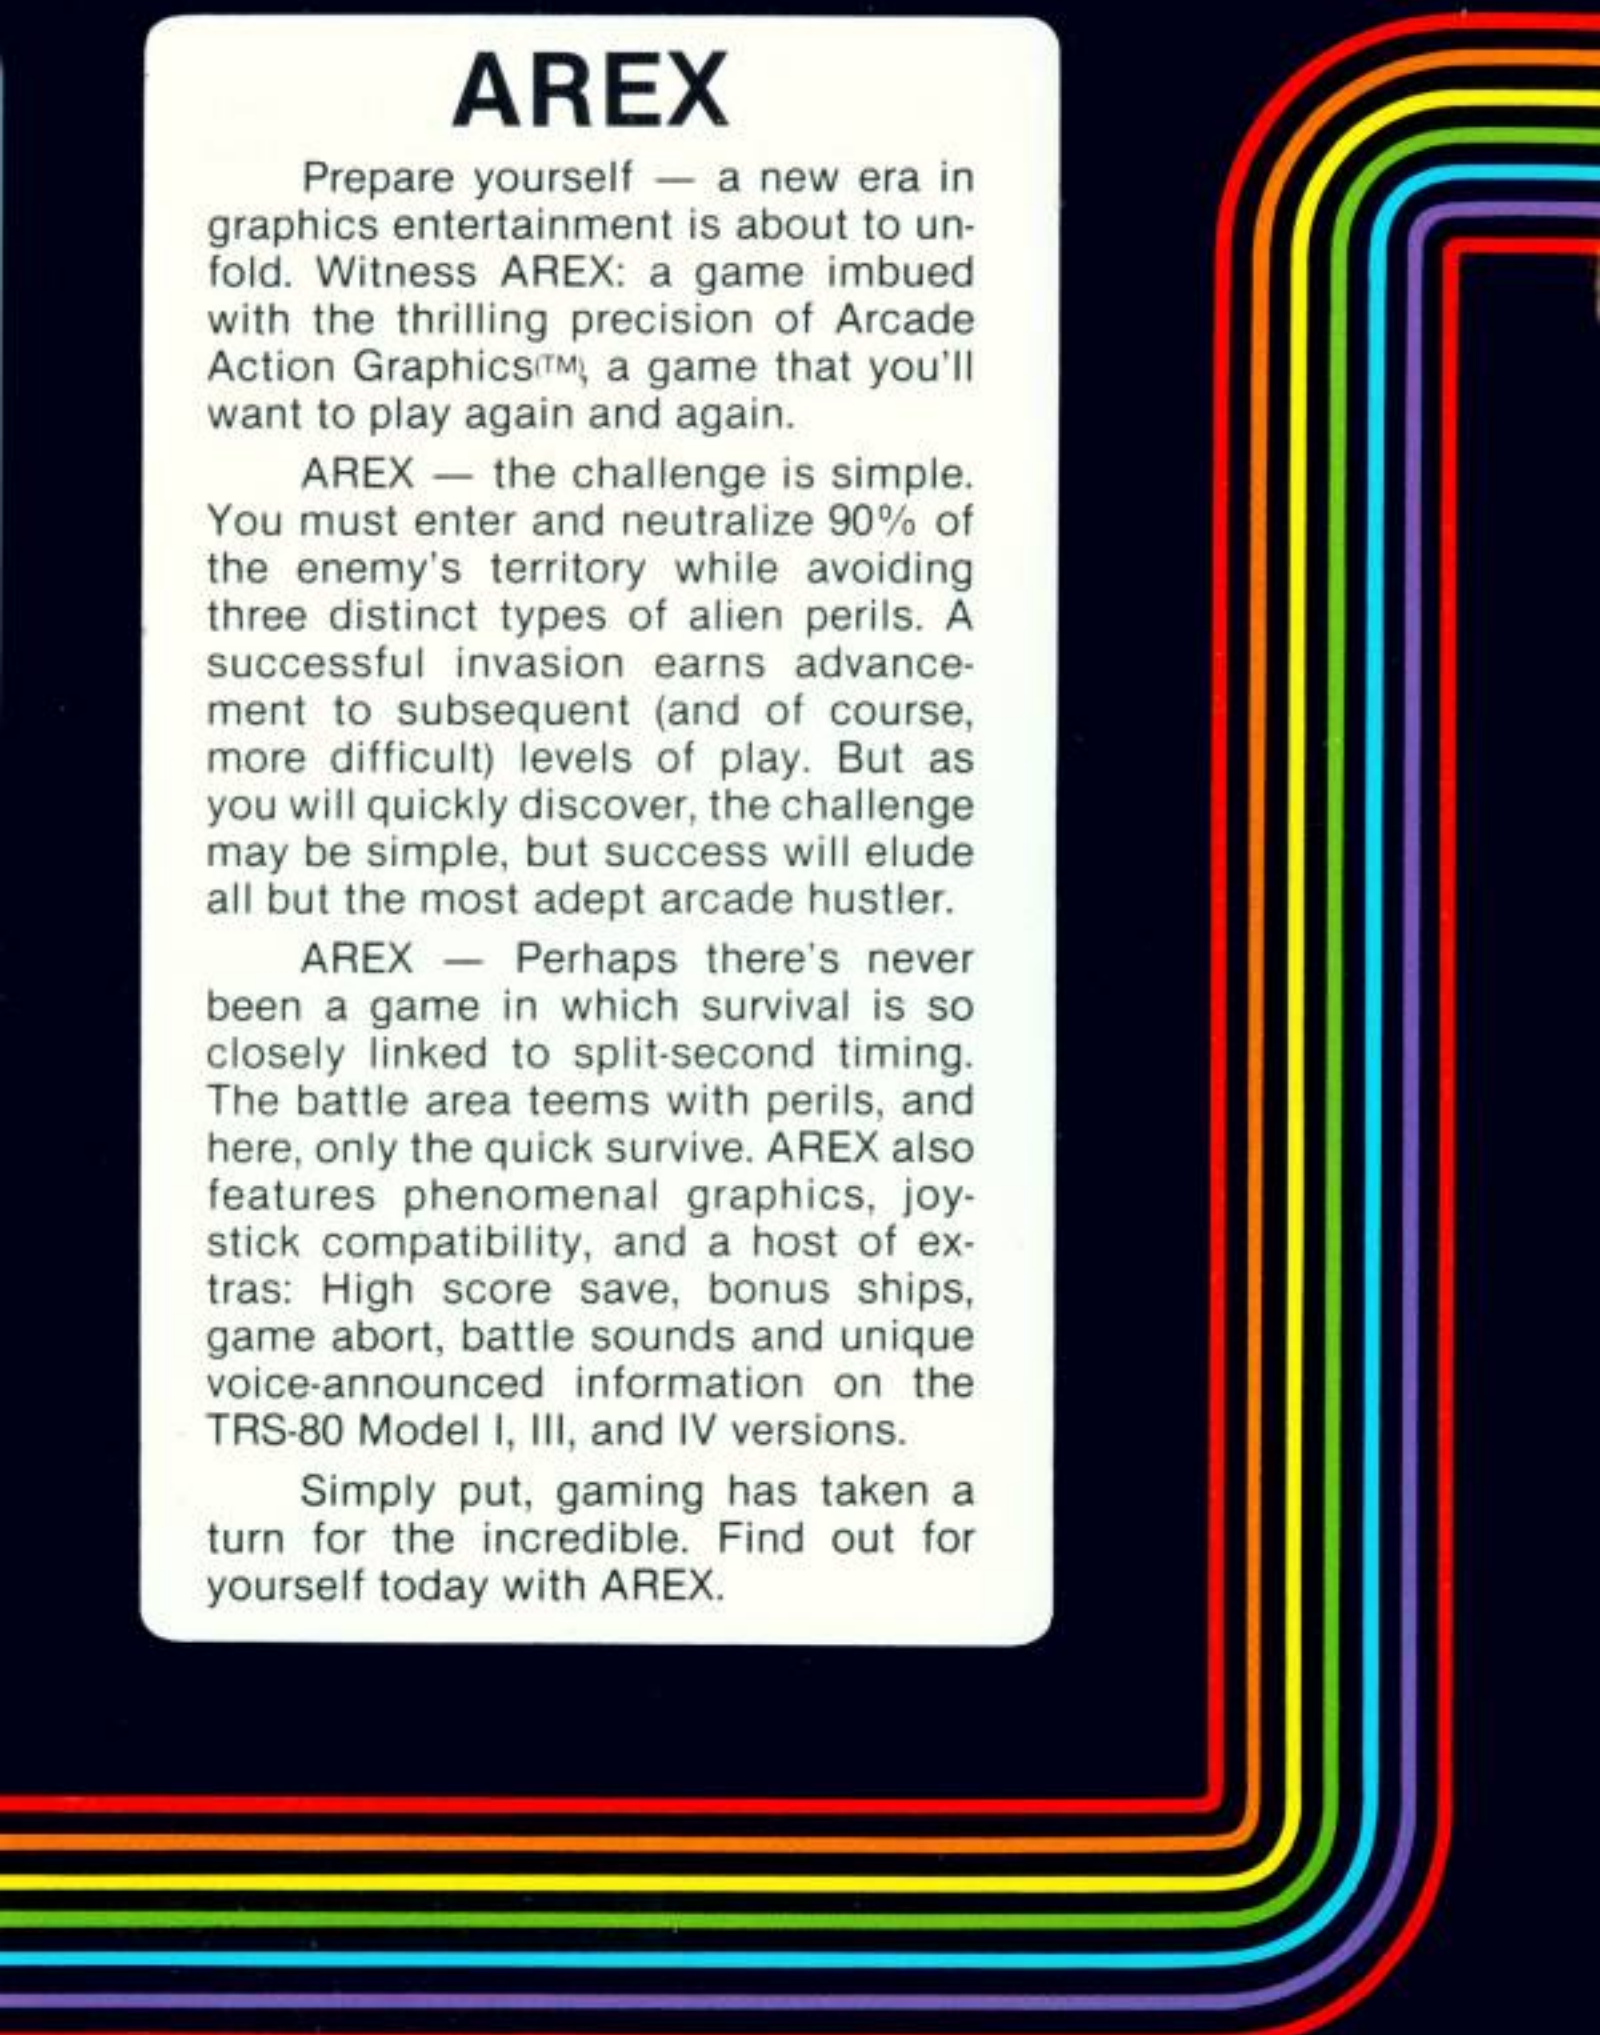 AREX
Prepare yourself — a new era in
graphics entertainment is about to un-
fold. Witness AREX: a game imbued
with the thrilling precision of Arcade
Action Graphics(TM), a game that you'll
want to play again and again.
AREX — the challenge is simple.
You must enter and neutralize 90% of
the enemy's territory while avoiding
three distinct types of alien perils. A
successful invasion earns advance-
ment to subsequent (and of course,
more difficult) levels of play. But as
you will quickly discover, the challenge
may be simple, but success will elude
all but the most adept arcade hustler.
AREX — Perhaps there's never
been a game in which survival is so
closely linked to split-second timing.
The battle area teems with perils, and
here, only the quick survive. AREX also
features phenomenal graphics, joy-
stick compatibility, and a host of ex-
tras: High score save, bonus ships,
game abort, battle sounds and unique
voice-announced information on the
TRS-80 Model I, III, and IV versions.
Simply put, gaming has taken a
turn for the incredible. Find out for
yourself today with AREX.